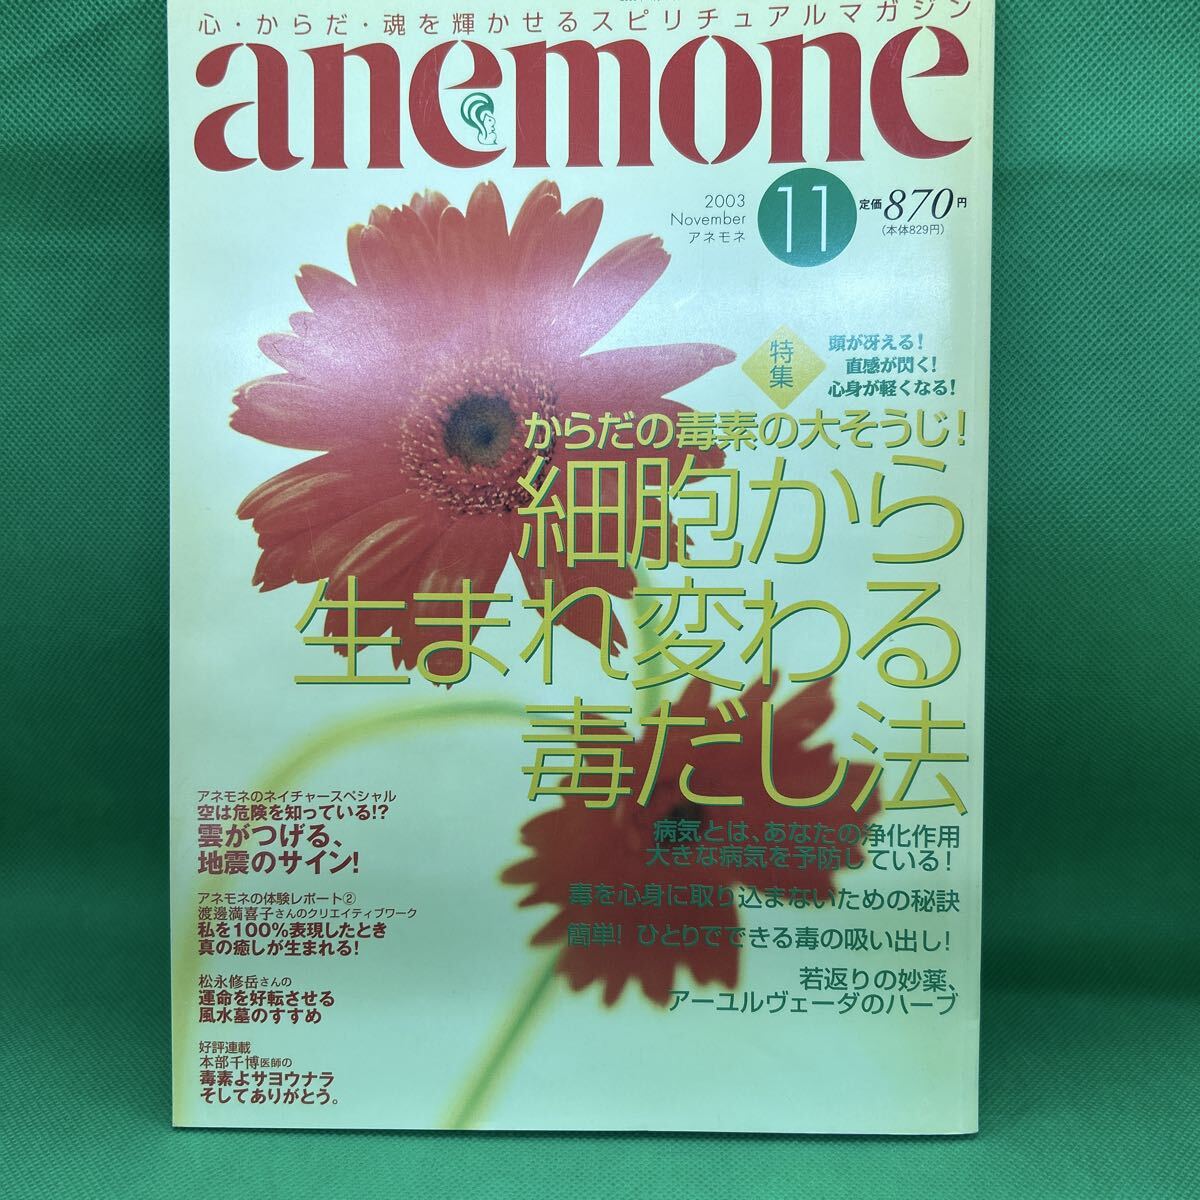 心・からだ・魂を輝かせるスピリチュアルマガジン
anemone
2003
November
アネモネ
11
定価870円
(本体829円)
特集
頭が冴える!
直感が閃く!
心身が軽くなる!
からだの毒素の大そうじ!
細胞から
生まれ変わる
毒だし法
病気とは、あなたの浄化作用
大きな病気を予防している!
毒を心身に取り込まないための秘訣
簡単! ひとりでできる毒の吸い出し!
若返りの妙薬、
アーユルヴェーダのハーブ
アネモネのネイチャースペシャル
空は危険を知っている!?
雲がつげる、
地震のサイン!
アネモネの体験レポート②
渡邊満喜子さんのクリエイティブワーク
私を100%表現したとき
真の癒しが生まれる!
松永修岳さんの
運命を好転させる
風水墓のすすめ
好評連載
本部千博医師の
毒素よサヨウナラ
そしてありがとう。